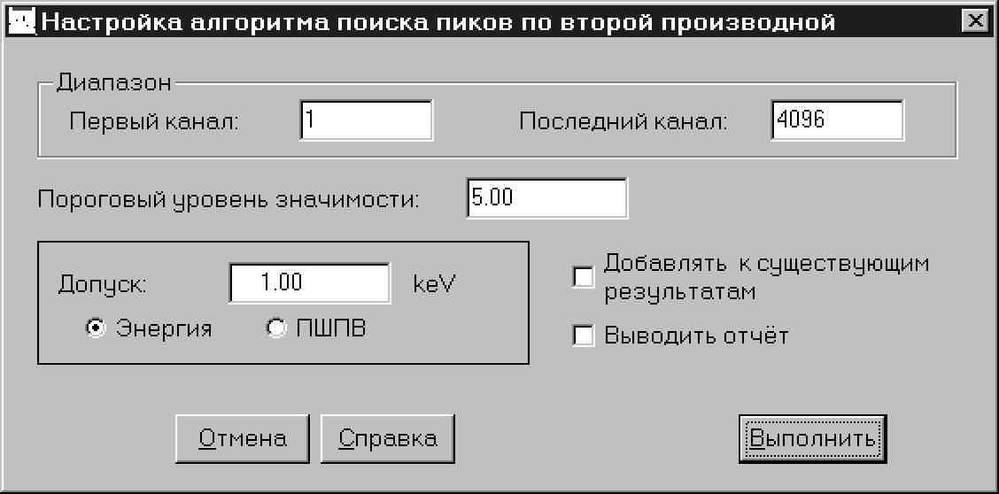 Настройка алгоритма поиска пиков по второй производной
Диапазон
Первый канал: 1 Последний канал: 4096
Пороговый уровень значимости: 5.00
Допуск: 1.00 keV
Энергия ПШПВ
Добавлять к существующим
результатам
Выводить отчёт
Отмена Справка Выполнить